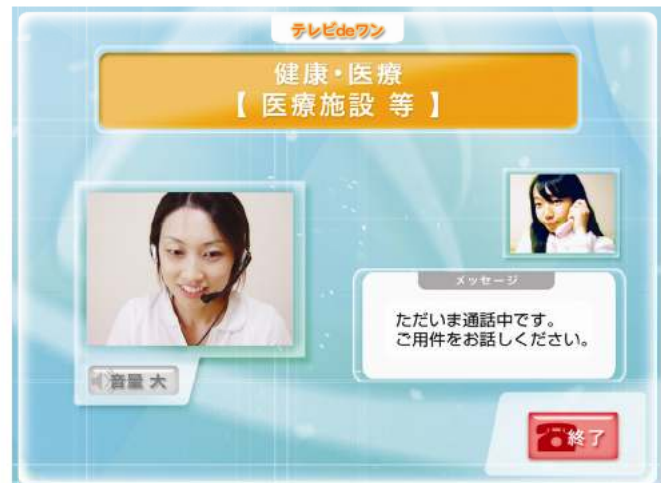 テレビdeワン
健康・医療
【 医療施設 等 】
メッセージ
ただいま通話中です。
ご用件をお話しください。
音量 大
終了